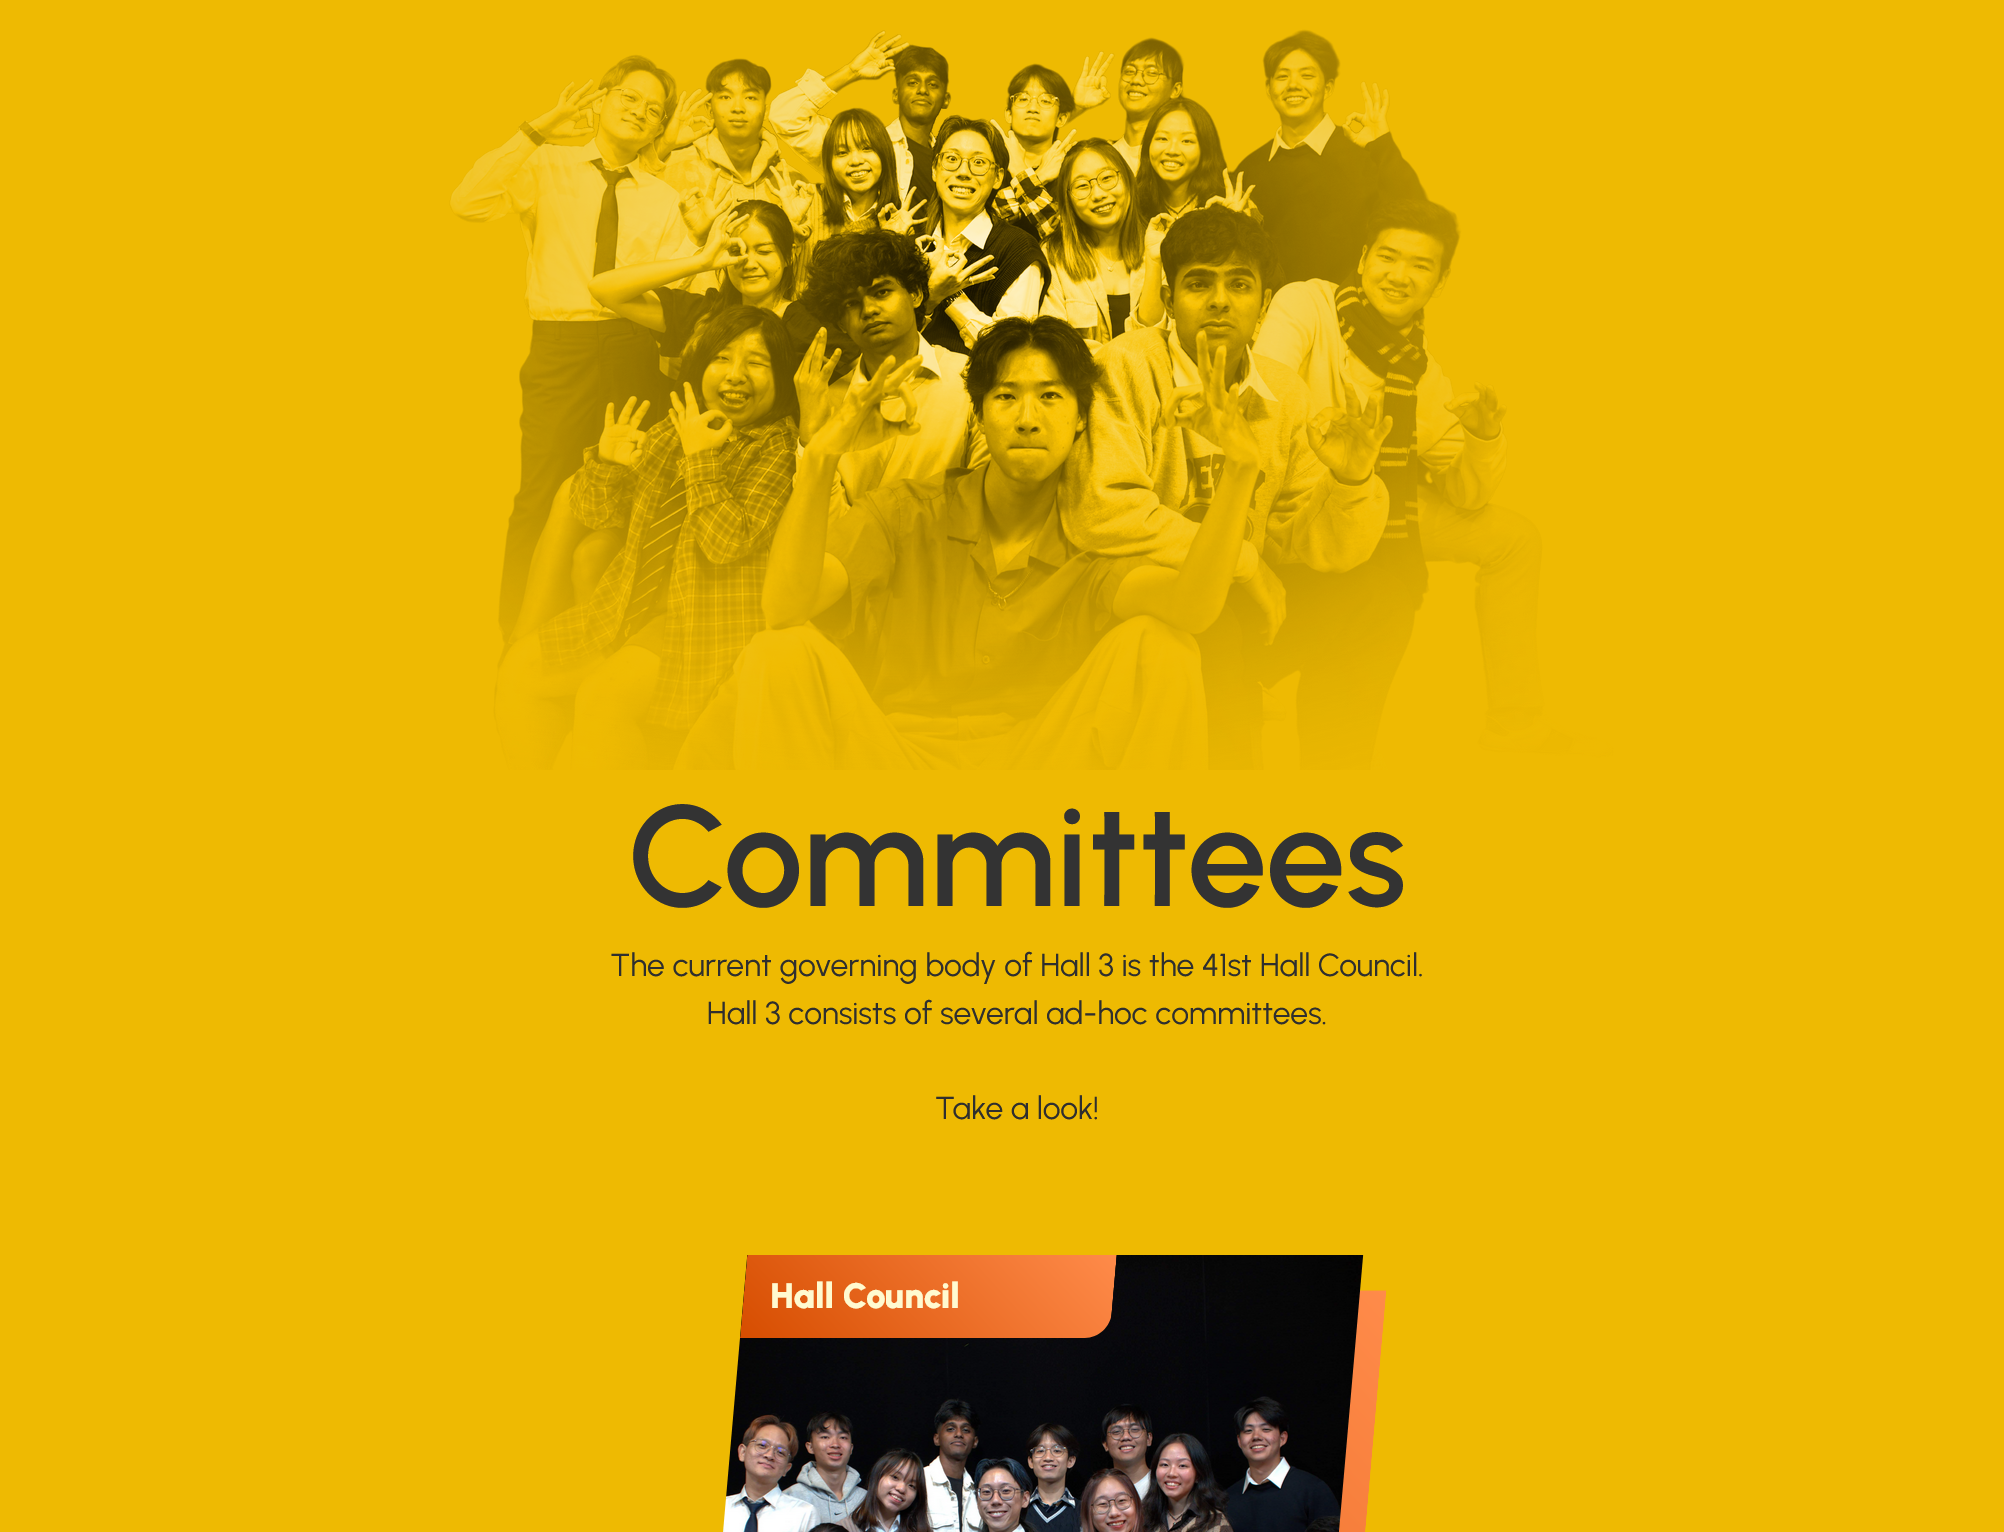 Committees
The current governing body of Hall 3 is the 41st Hall Council.
Hall 3 consists of several ad-hoc committees.
Take a look!
Hall Council